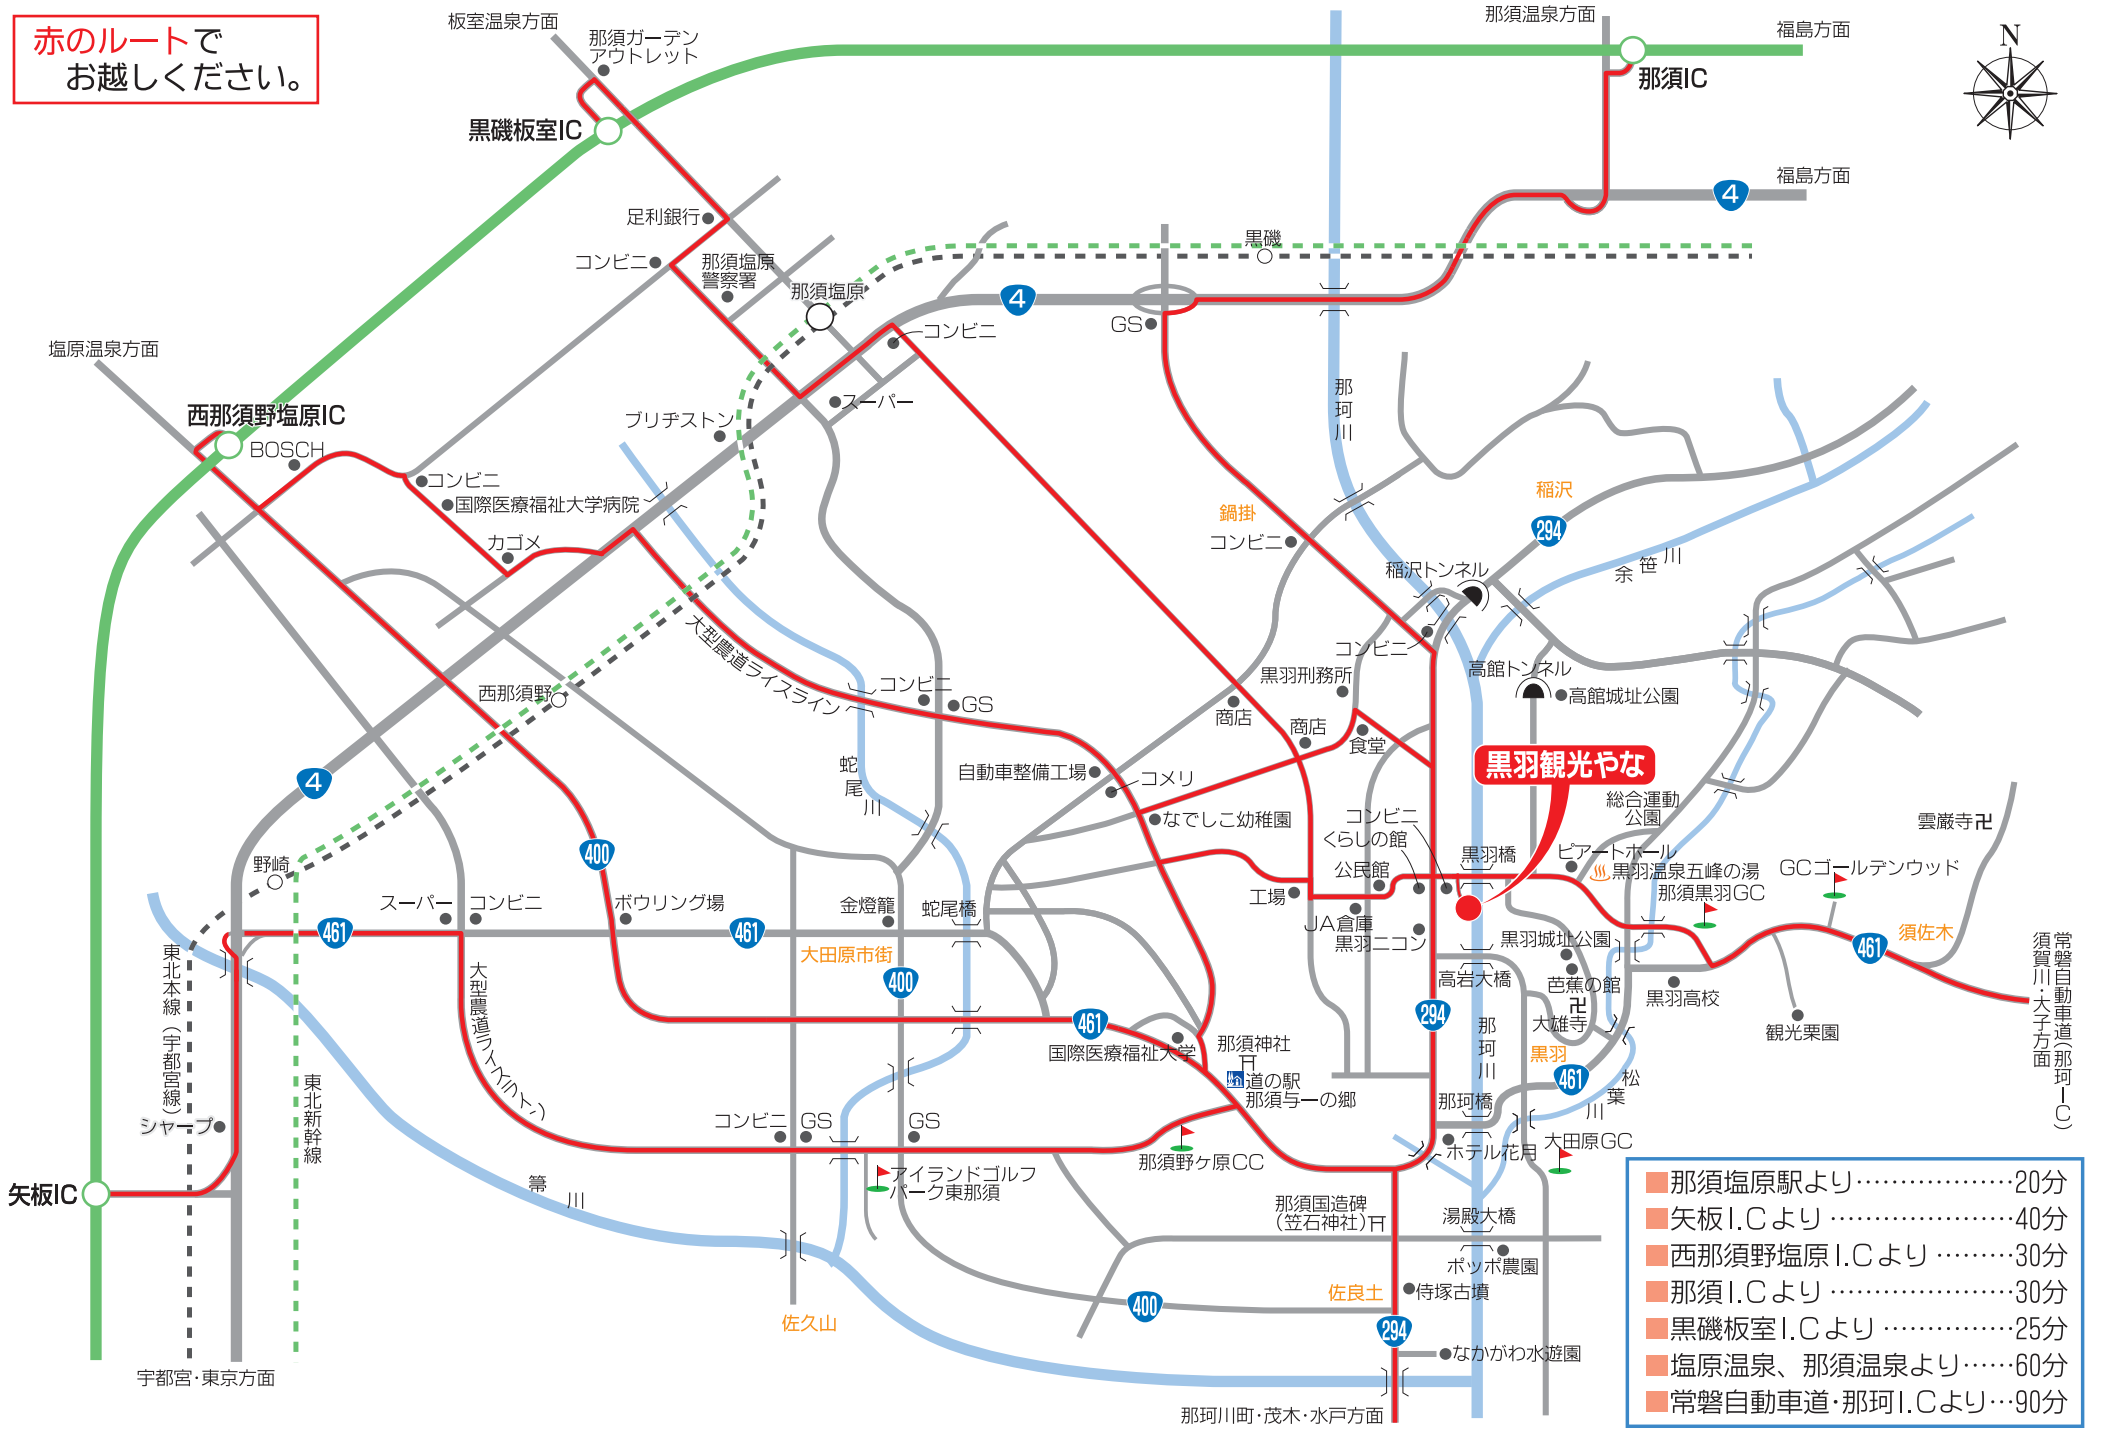 赤のルートで
お越しください。
板室温泉方面
那須ガーデン
アウトレット
黒磯板室IC
那須温泉方面
福島方面
那須IC
N
福島方面
4
足利銀行
コンビニ
那須塩原
警察署
那須塩原
黒磯
4
GS
コンビニ
塩原温泉方面
スーパー
ブリヂストン
西那須野塩原IC
BOSCH
コンビニ
国際医療福祉大学病院
カゴメ
那珂川
鍋掛
コンビニ
稲沢
294
稲沢トンネル
余笹川
コンビニ
大型農道ライスライン
西那須野
コンビニ
GS
黒羽刑務所
高館トンネル
高館城址公園
商店
商店
食堂
自動車整備工場
コメリ
なでしこ幼稚園
蛇尾川
黒羽観光やな
総合運動
公園
コンビニ
くらしの館
公民館
黒羽橋
ピアートホール
黒羽温泉五峰の湯
那須黒羽GC
GCゴールデンウッド
雲巌寺卍
4
野崎
400
スーパー
コンビニ
ボウリング場
461
461
金燈籠
蛇尾橋
大田原市街
400
工場
JA倉庫
黒羽ニコン
黒羽城址公園
高岩大橋
芭蕉の館
卍
大雄寺
黒羽高校
須佐木
461
観光栗園
常磐自動車道(那珂IC)
須賀川・大子方面
東北本線(宇都宮線)
大型農道ライスライン
461
国際医療福祉大学
那須神社
道の駅
那須与一の郷
294
那珂川
黒羽
461
松葉川
東北新幹線
シャープ
コンビニ
GS
GS
那須野ヶ原CC
那珂橋
ホテル花月
大田原GC
矢板IC
箒川
アイランドゴルフ
パーク東那須
那須国造碑
(笠石神社)
湯殿大橋
ポッポ農園
佐久山
400
佐良土
侍塚古墳
294
なかがわ水遊園
宇都宮・東京方面
那珂川町・茂木・水戸方面
那須塩原駅より………………20分
矢板I.Cより………………40分
西那須野塩原I.Cより………30分
那須I.Cより………………30分
黒磯板室I.Cより…………25分
塩原温泉、那須温泉より……60分
常磐自動車道・那珂I.Cより…90分